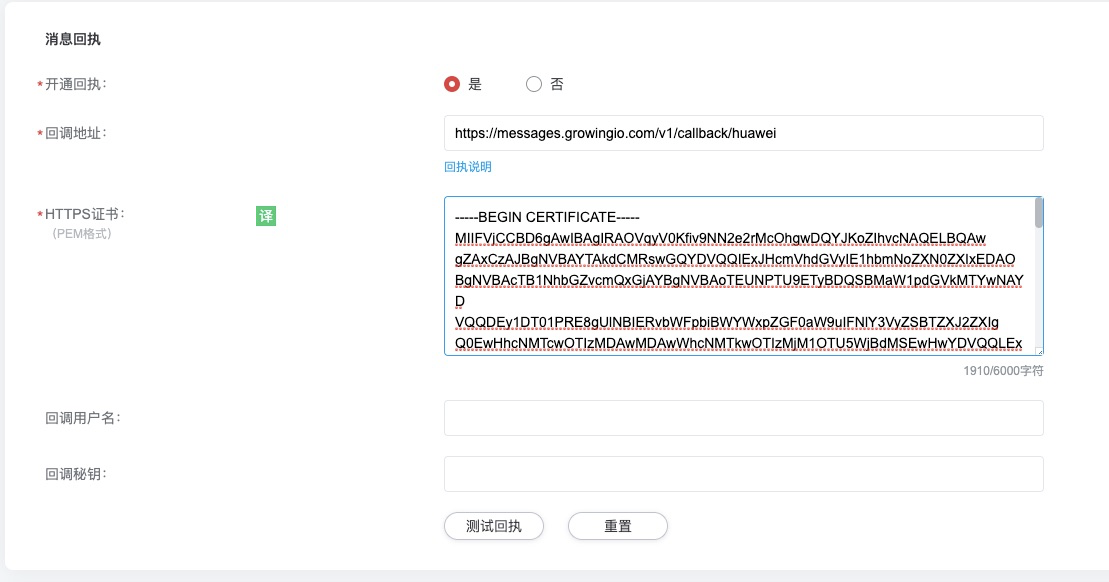 消息回执
*开通回执：
是
否
*回调地址：
https://messages.growingio.com/v1/callback/huawei
回执说明
*HTTPS证书：
（PEM格式）
译
-----BEGIN CERTIFICATE-----
MIIFVjCCBD6gAwIBAgIRAOVqyV0Kfiv9NN2e2rMcOhgwDQYJKoZIhvcNAQELBQAw
gZAxCzAJBgNVBAYTAkdCMRswGQYDVQQIExJHcmVhdGVyIE1hbmNoZXN0ZXIxEDAO
BgNVBAcTB1NhbGZvcmQxGjAYBgNVBAoTEUNPTU9ETyBDQSBMaW1pdGVkMTYwNAY
D
VQQDEy1DT01PRE8gUlNBIERvbWFpbiBWYWxpZGF0aW9uIFNlY3VyZSBTZXJ2ZXIg
Q0EwHhcNMTcwOTIzMDAwMDAwWhcNMTkwOTIzMjM1OTU5WjBdMSEwHwYDVQQLEx
1910/6000字符
回调用户名：
回调秘钥：
测试回执
重置